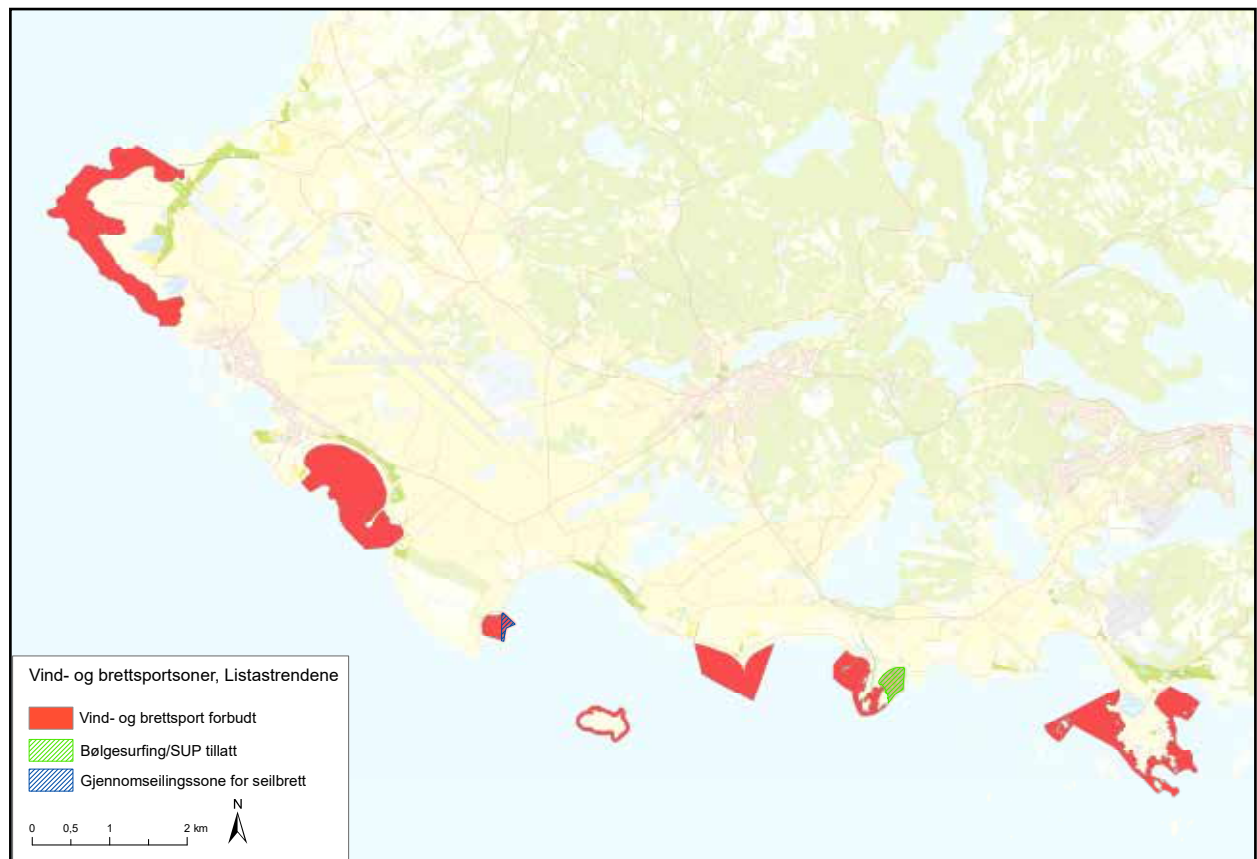 Vind- og brettsportsoner, Listastrendene
Vind- og brettsport forbudt
Bølgesurfing/SUP tillatt
Gjennomseilingssone for seilbrett
N
0 0,5 1 2 km